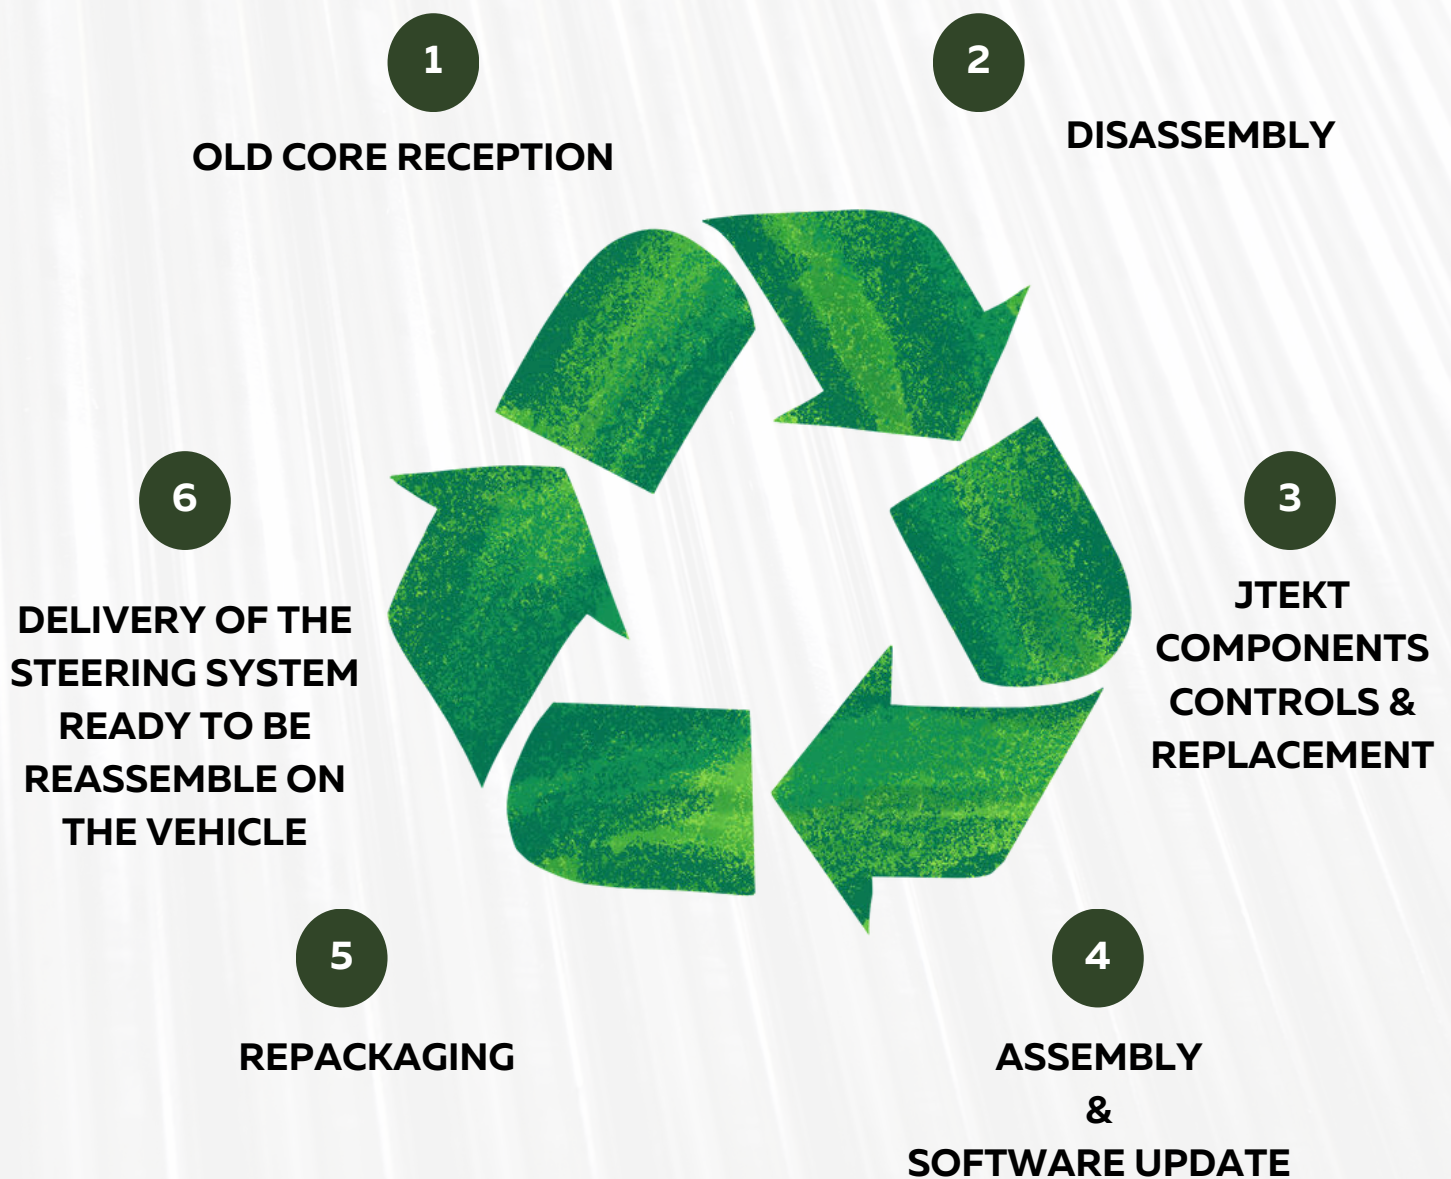 1
OLD CORE RECEPTION
2
DISASSEMBLY
3
JTEKT
COMPONENTS
CONTROLS &
REPLACEMENT
4
ASSEMBLY
&
SOFTWARE UPDATE
5
REPACKAGING
6
DELIVERY OF THE
STEERING SYSTEM
READY TO BE
REASSEMBLE ON
THE VEHICLE